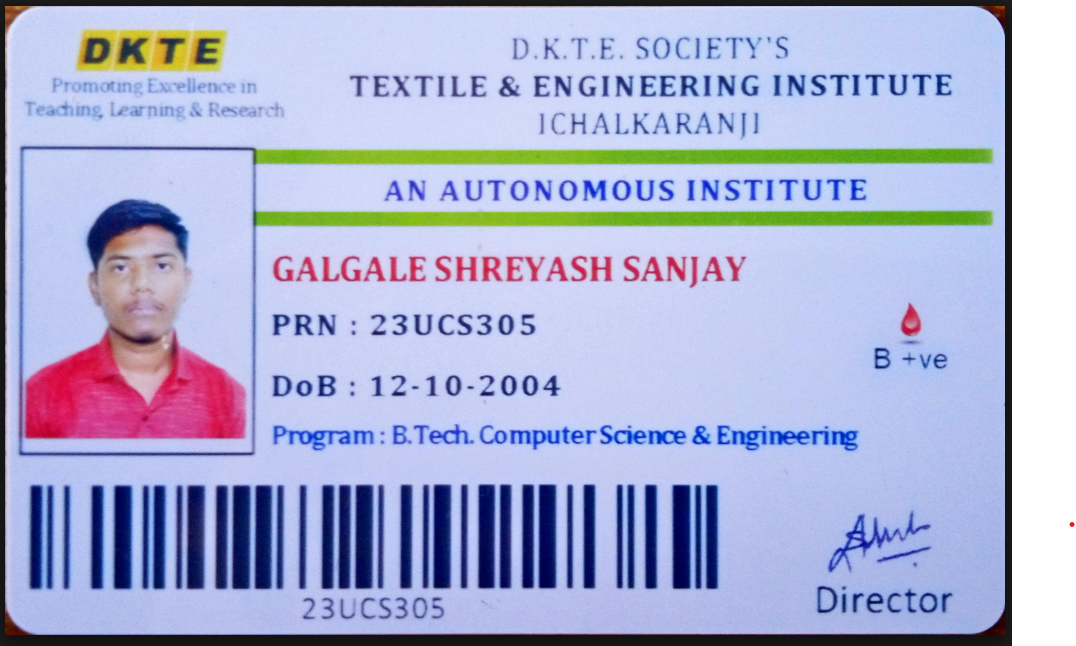 DKTE
Promoting Excellence in
Teaching, Learning & Research
D.K.T.E. SOCIETY'S
TEXTILE & ENGINEERING INSTITUTE
ICHALKARANJI
AN AUTONOMOUS INSTITUTE
GALGALE SHREYASH SANJAY
PRN : 23UCS305
DoB : 12-10-2004
Program : B.Tech. Computer Science & Engineering
B +ve
23UCS305
Director